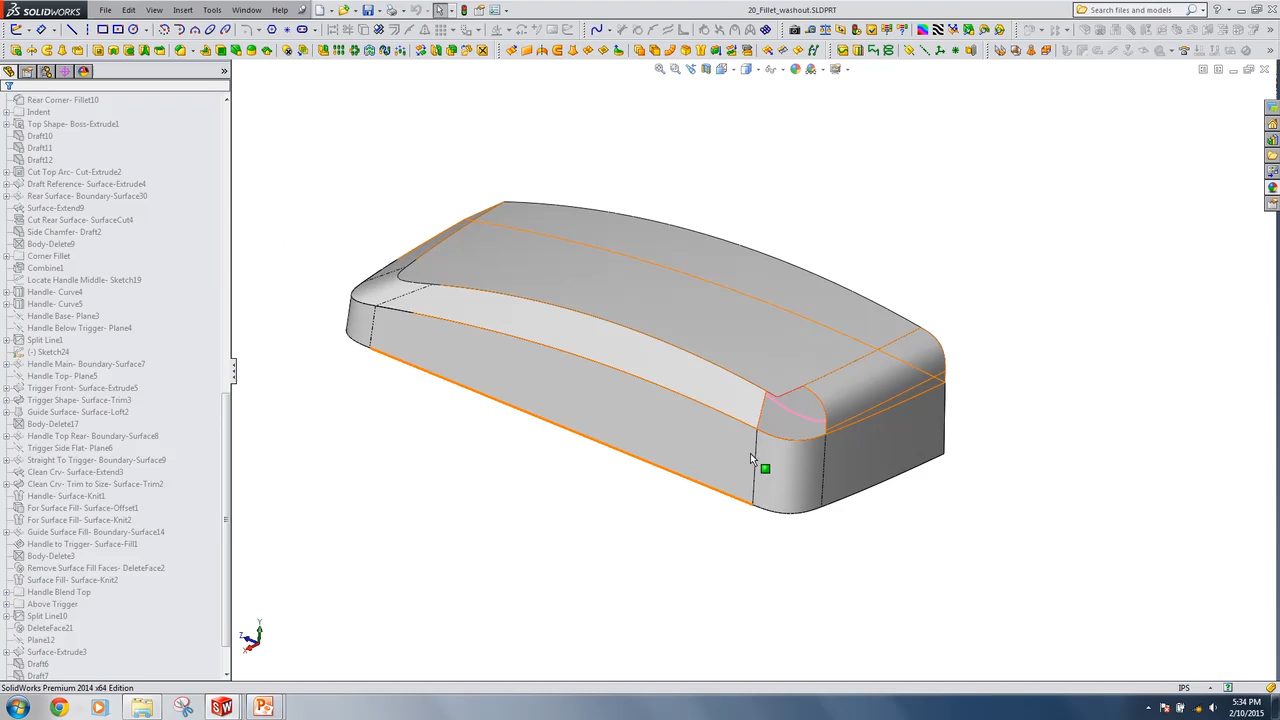 SOLIDWORKS
File
Edit
View
Insert
Tools
Window
Help
20_Fillet_washout.SLDPRT
Search files and models
Rear Corner- Fillet10
Indent
Top Shape- Boss-Extrude1
Draft10
Draft11
Draft12
Cut Top Arc- Cut-Extrude2
Draft Reference- Surface-Extrude4
Rear Surface- Boundary-Surface30
Surface-Extend9
Cut Rear Surface- SurfaceCut4
Side Chamfer- Draft2
Body-Delete9
Corner Fillet
Combine1
Locate Handle Middle- Sketch19
Handle- Curve4
Handle- Curve5
Handle Base- Plane3
Handle Below Trigger- Plane4
Split Line1
(-) Sketch24
Handle Main- Boundary-Surface7
Handle Top- Plane5
Trigger Front- Surface-Extrude5
Trigger Shape- Surface-Trim3
Guide Surface- Surface-Loft2
Body-Delete17
Handle Top Rear- Boundary-Surface8
Trigger Side Flat- Plane6
Straight To Trigger- Boundary-Surface9
Clean Crv- Surface-Extend3
Clean Crv- Trim to Size- Surface-Trim2
Handle- Surface-Knit1
For Surface Fill- Surface-Offset1
For Surface Fill- Surface-Knit2
Guide Surface Fill- Boundary-Surface14
Handle to Trigger- Surface-Fill1
Body-Delete3
Remove Surface Fill Faces- DeleteFace2
Surface Fill- Surface-Knit2
Handle Blend Top
Above Trigger
Split Line10
DeleteFace21
Plane12
Surface-Extrude3
Draft6
Draft7
Y
Z
X
SolidWorks Premium 2014 x64 Edition
IPS
5:34 PM
2/10/2015